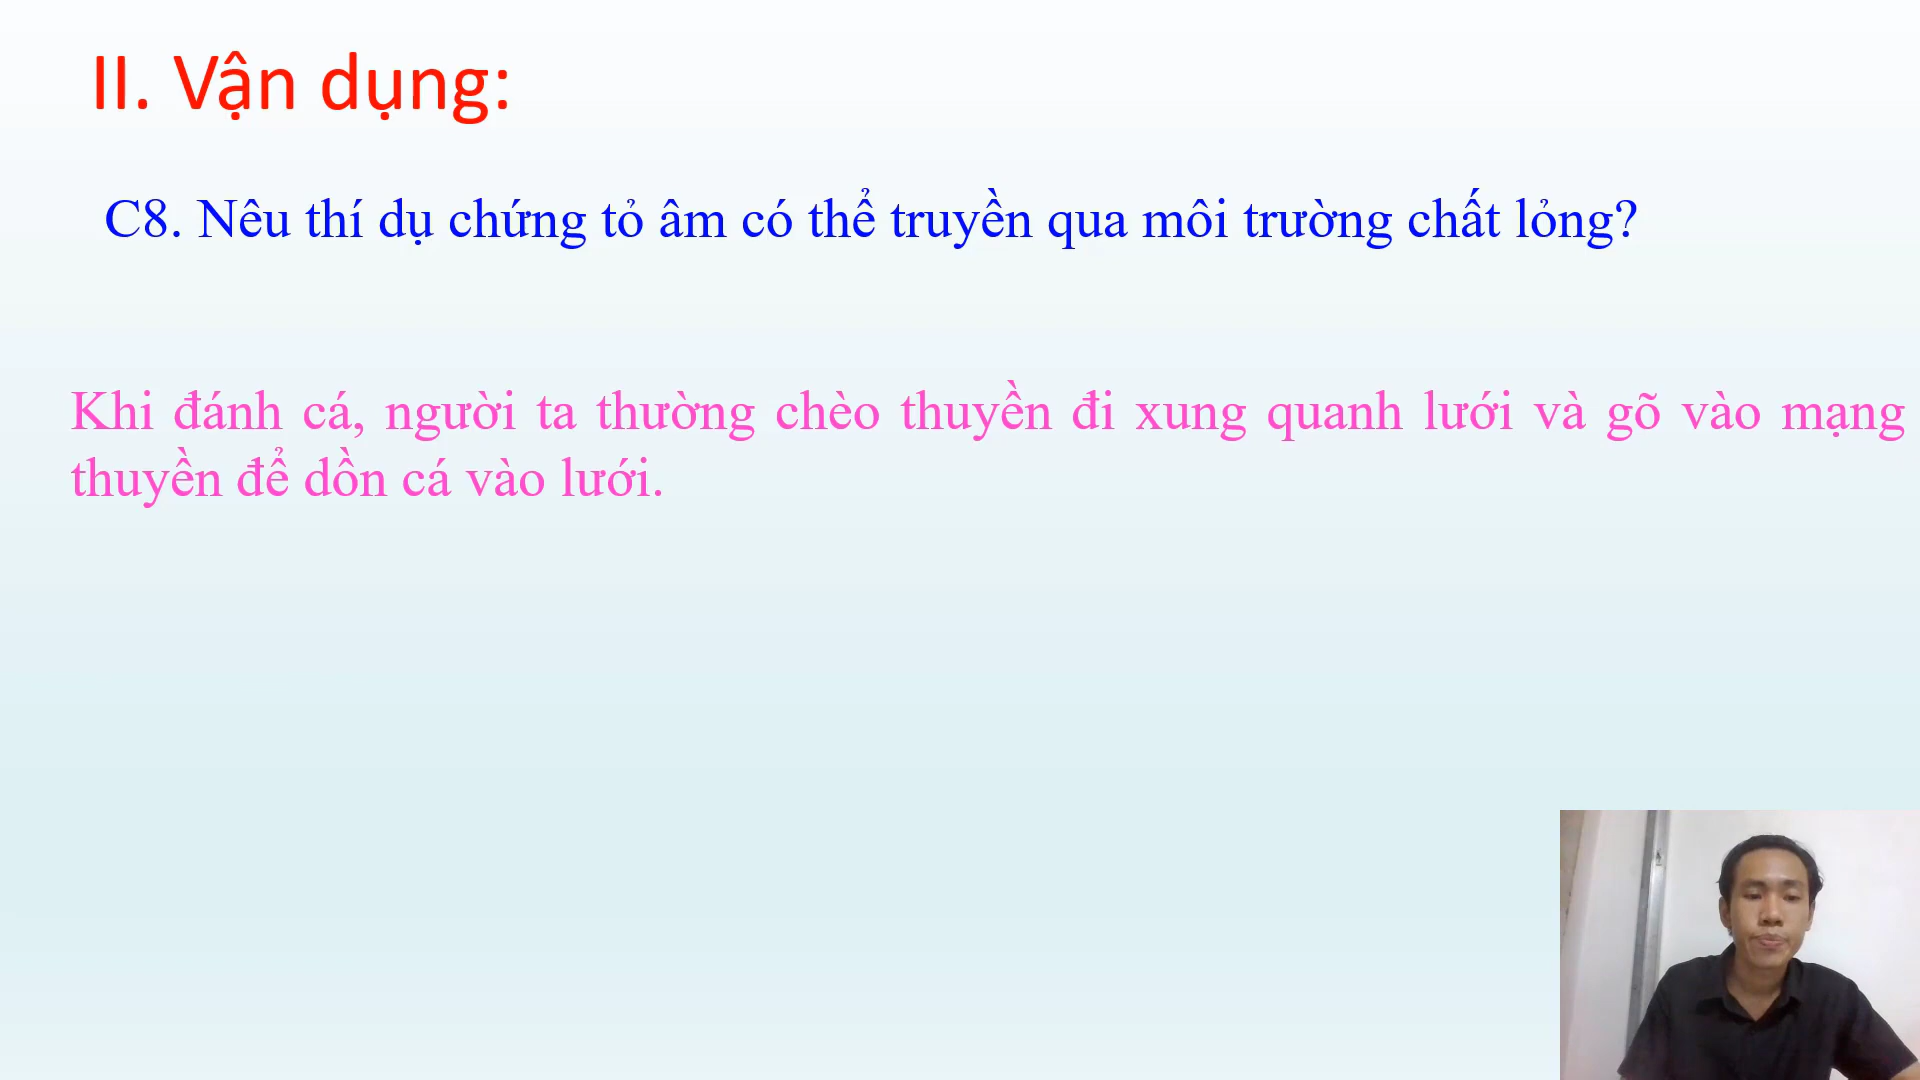 II. Vận dụng:
C8. Nêu thí dụ chứng tỏ âm có thể truyền qua môi trường chất lỏng?
Khi đánh cá, người ta thường chèo thuyền đi xung quanh lưới và gõ vào mạng
thuyền để dồn cá vào lưới.